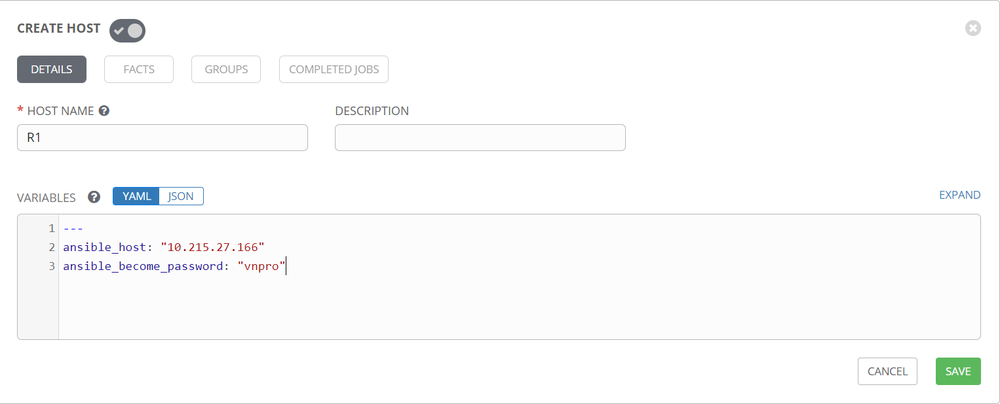 CREATE HOST
DETAILS FACTS GROUPS COMPLETED JOBS
* HOST NAME ? DESCRIPTION
R1
VARIABLES ? YAML JSON EXPAND
1 ---
2 ansible_host: "10.215.27.166"
3 ansible_become_password: "vnpro"
CANCEL SAVE